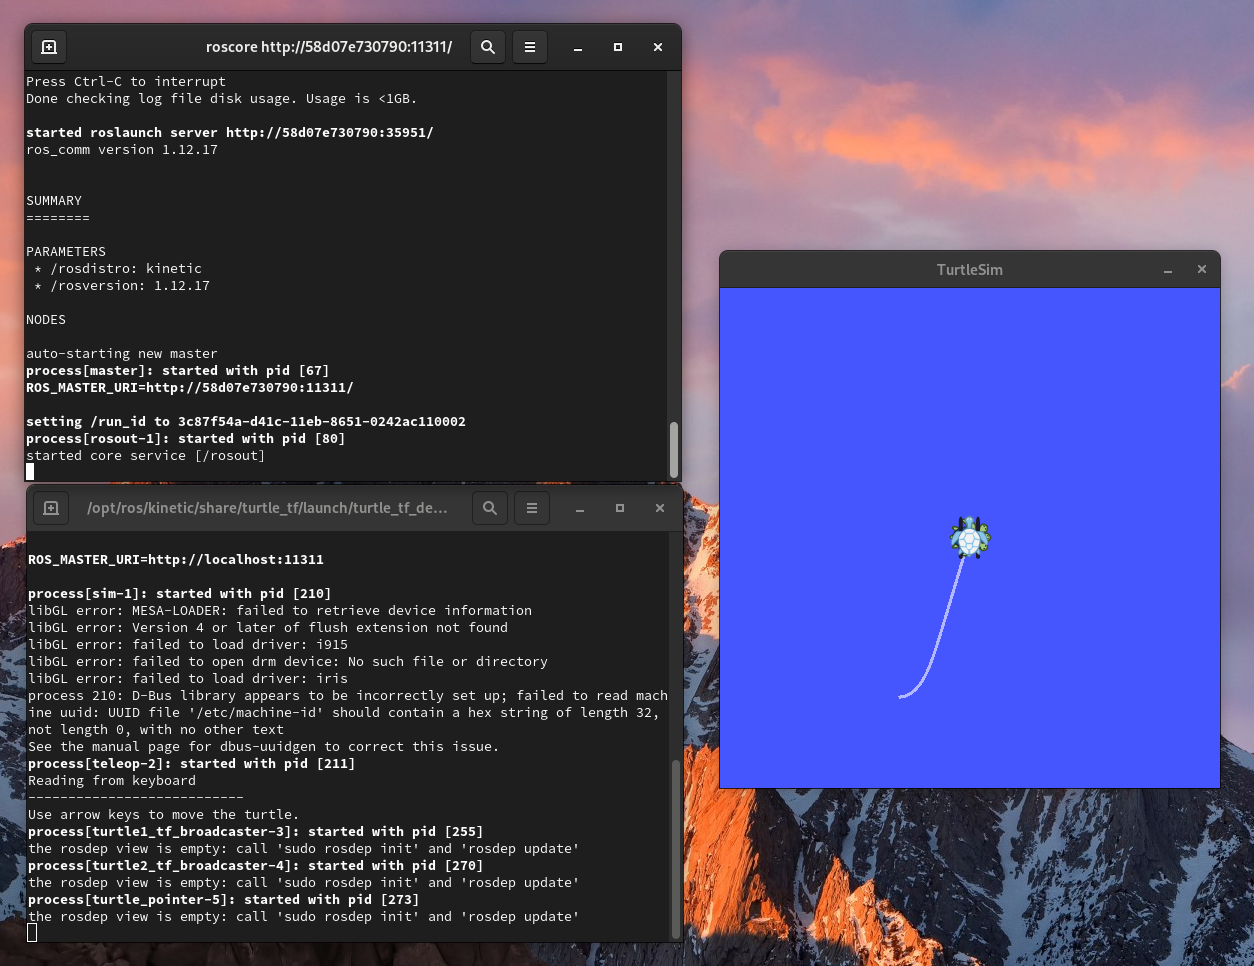 roscore http://58d07e730790:11311/
Press Ctrl-C to interrupt
Done checking log file disk usage. Usage is <1GB.
started roslaunch server http://58d07e730790:35951/
ros_comm version 1.12.17
SUMMARY
========
PARAMETERS
* /rosdistro: kinetic
* /rosversion: 1.12.17
NODES
auto-starting new master
process[master]: started with pid [67]
ROS_MASTER_URI=http://58d07e730790:11311/
setting /run_id to 3c87f54a-d41c-11eb-8651-0242ac110002
process[rosout-1]: started with pid [80]
started core service [/rosout]
/opt/ros/kinetic/share/turtle_tf/launch/turtle_tf_de...
ROS_MASTER_URI=http://localhost:11311
process[sim-1]: started with pid [210]
libGL error: MESA-LOADER: failed to retrieve device information
libGL error: Version 4 or later of flush extension not found
libGL error: failed to load driver: i915
libGL error: failed to open drm device: No such file or directory
libGL error: failed to load driver: iris
process 210: D-Bus library appears to be incorrectly set up; failed to read mach
ine uuid: UUID file '/etc/machine-id' should contain a hex string of length 32,
not length 0, with no other text
See the manual page for dbus-uuidgen to correct this issue.
process[teleop-2]: started with pid [211]
Reading from keyboard
---------------------------
Use arrow keys to move the turtle.
process[turtle1_tf_broadcaster-3]: started with pid [255]
the rosdep view is empty: call 'sudo rosdep init' and 'rosdep update'
process[turtle2_tf_broadcaster-4]: started with pid [270]
the rosdep view is empty: call 'sudo rosdep init' and 'rosdep update'
process[turtle_pointer-5]: started with pid [273]
the rosdep view is empty: call 'sudo rosdep init' and 'rosdep update'
TurtleSim